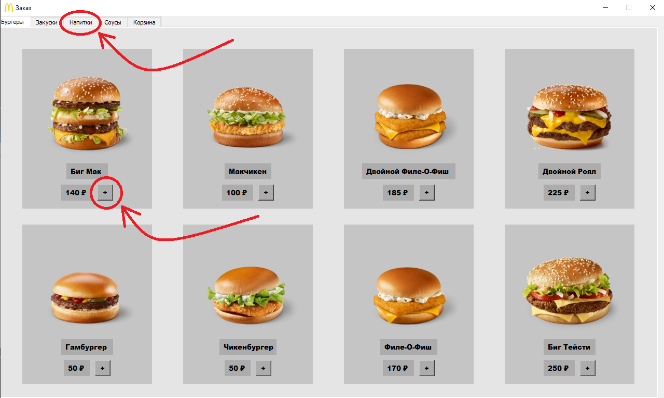 Заказ
Бургеры Закуски Напитки Соусы Корзина
Биг Мак
140 ₽ +
Макчикен
100 ₽ +
Двойной Филе-О-Фиш
185 ₽ +
Двойной Роял
225 ₽ +
Гамбургер
50 ₽ +
Чикенбургер
50 ₽ +
Филе-О-Фиш
170 ₽ +
Биг Тейсти
250 ₽ +